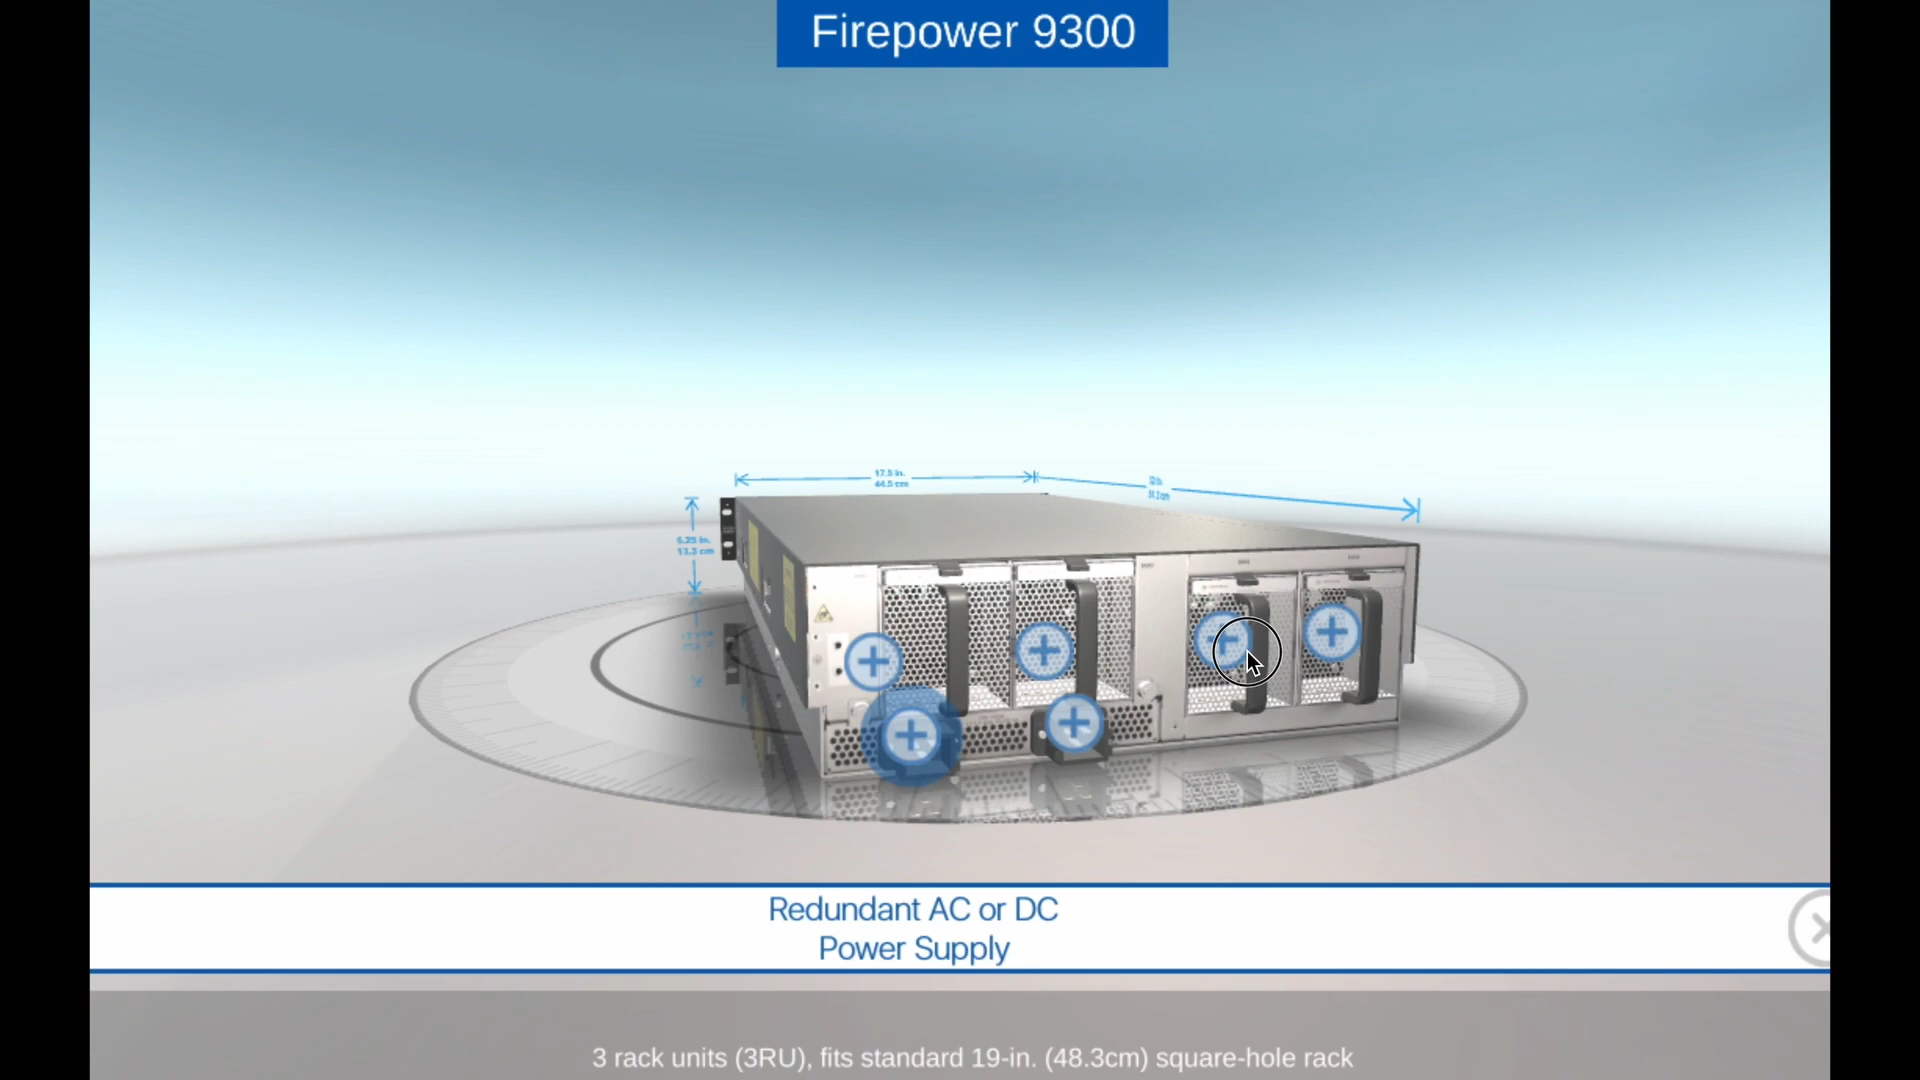 Firepower 9300
17.5 in.
44.5 cm
5.25 in.
13.3 cm
Redundant AC or DC
Power Supply
3 rack units (3RU), fits standard 19-in. (48.3cm) square-hole rack